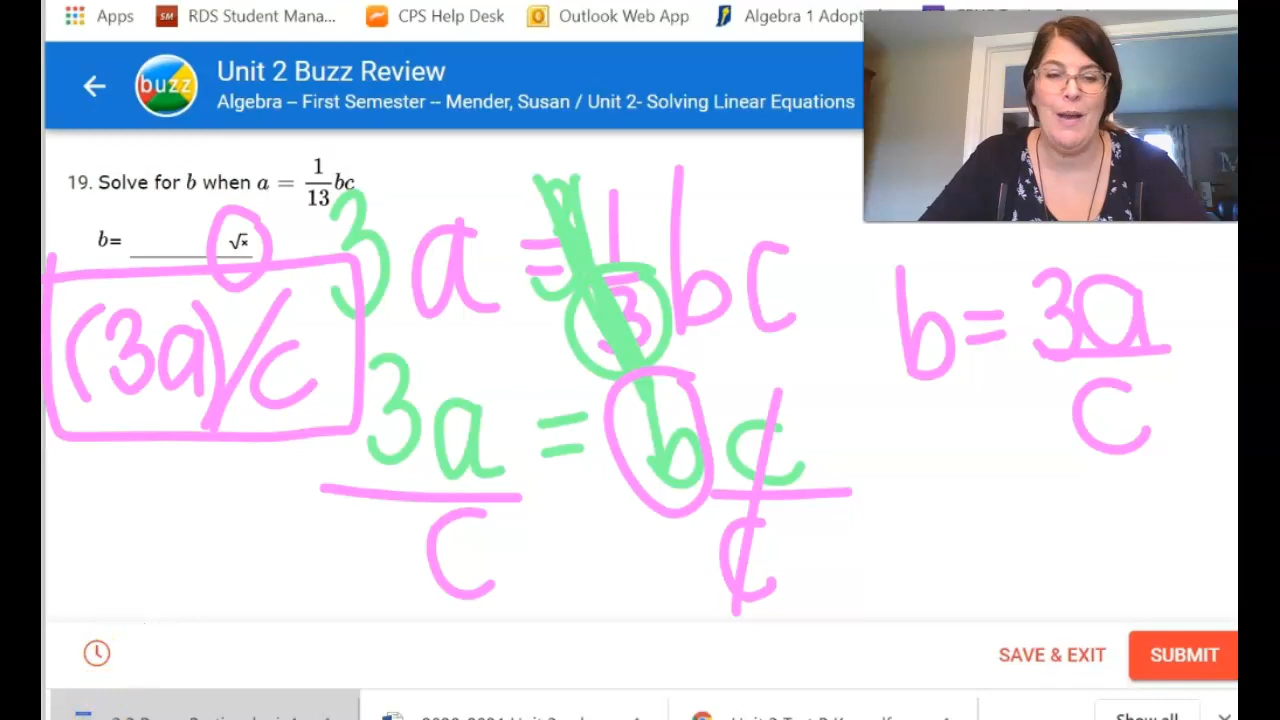 Apps RDS Student Mana... CPS Help Desk Outlook Web App Algebra 1 Adopt
buzz
Unit 2 Buzz Review
Algebra – First Semester -- Mender, Susan / Unit 2- Solving Linear Equations
19. Solve for b when a = 1/13 bc
b= √x
3a = 1/3 bc
(3a)/c
b = 3a/c
3a = bc
c c
SAVE & EXIT SUBMIT
Show all